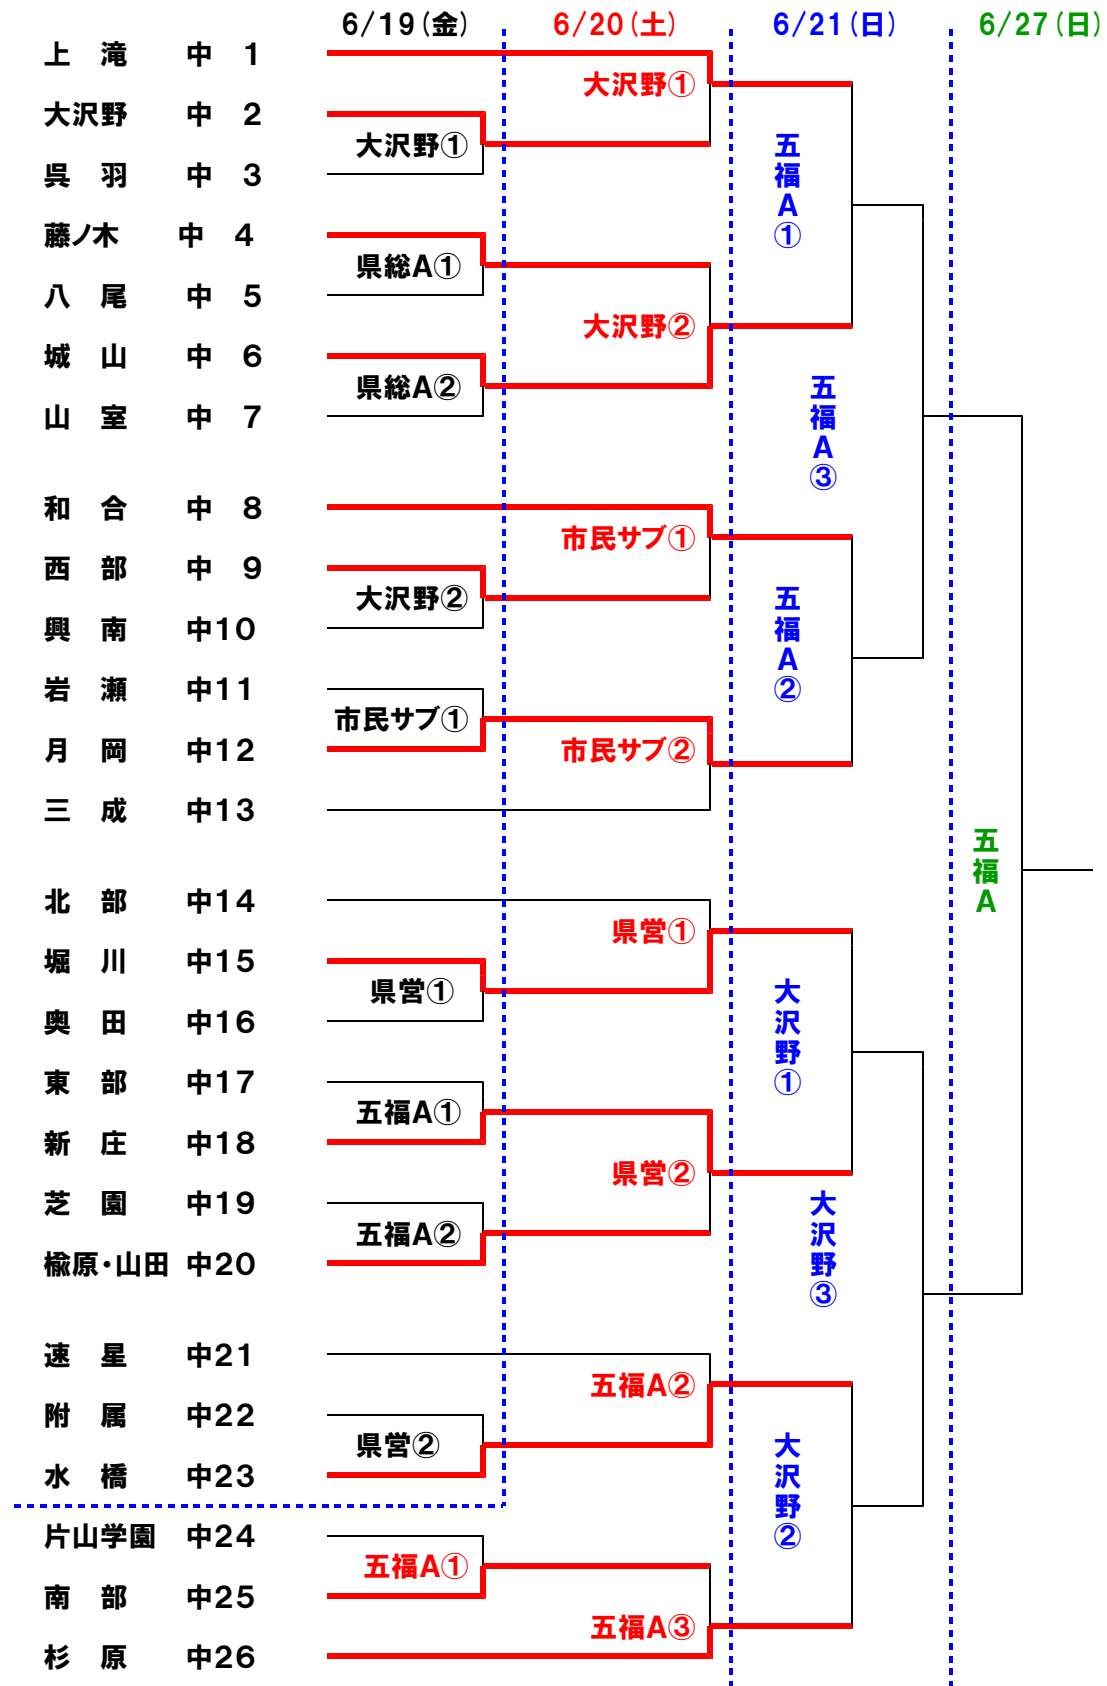 6/19(金) 6/20(土) 6/21(日) 6/27(日)
上滝 中 1
大沢野①
大沢野 中 2
大沢野①
五福A①
呉羽 中 3
藤ノ木 中 4
県総A①
八尾 中 5
大沢野②
城山 中 6
県総A②
五福A③
山室 中 7
和合 中 8
市民サブ①
西部 中 9
大沢野②
五福A②
興南 中10
岩瀬 中11
市民サブ①
月岡 中12
市民サブ②
三成 中13
五福A
北部 中14
県営①
堀川 中15
県営①
大沢野①
奥田 中16
東部 中17
五福A①
新庄 中18
県営②
芝園 中19
五福A②
大沢野③
楡原・山田 中20
速星 中21
五福A②
附属 中22
県営②
大沢野②
水橋 中23
片山学園 中24
五福A①
南部 中25
五福A③
杉原 中26